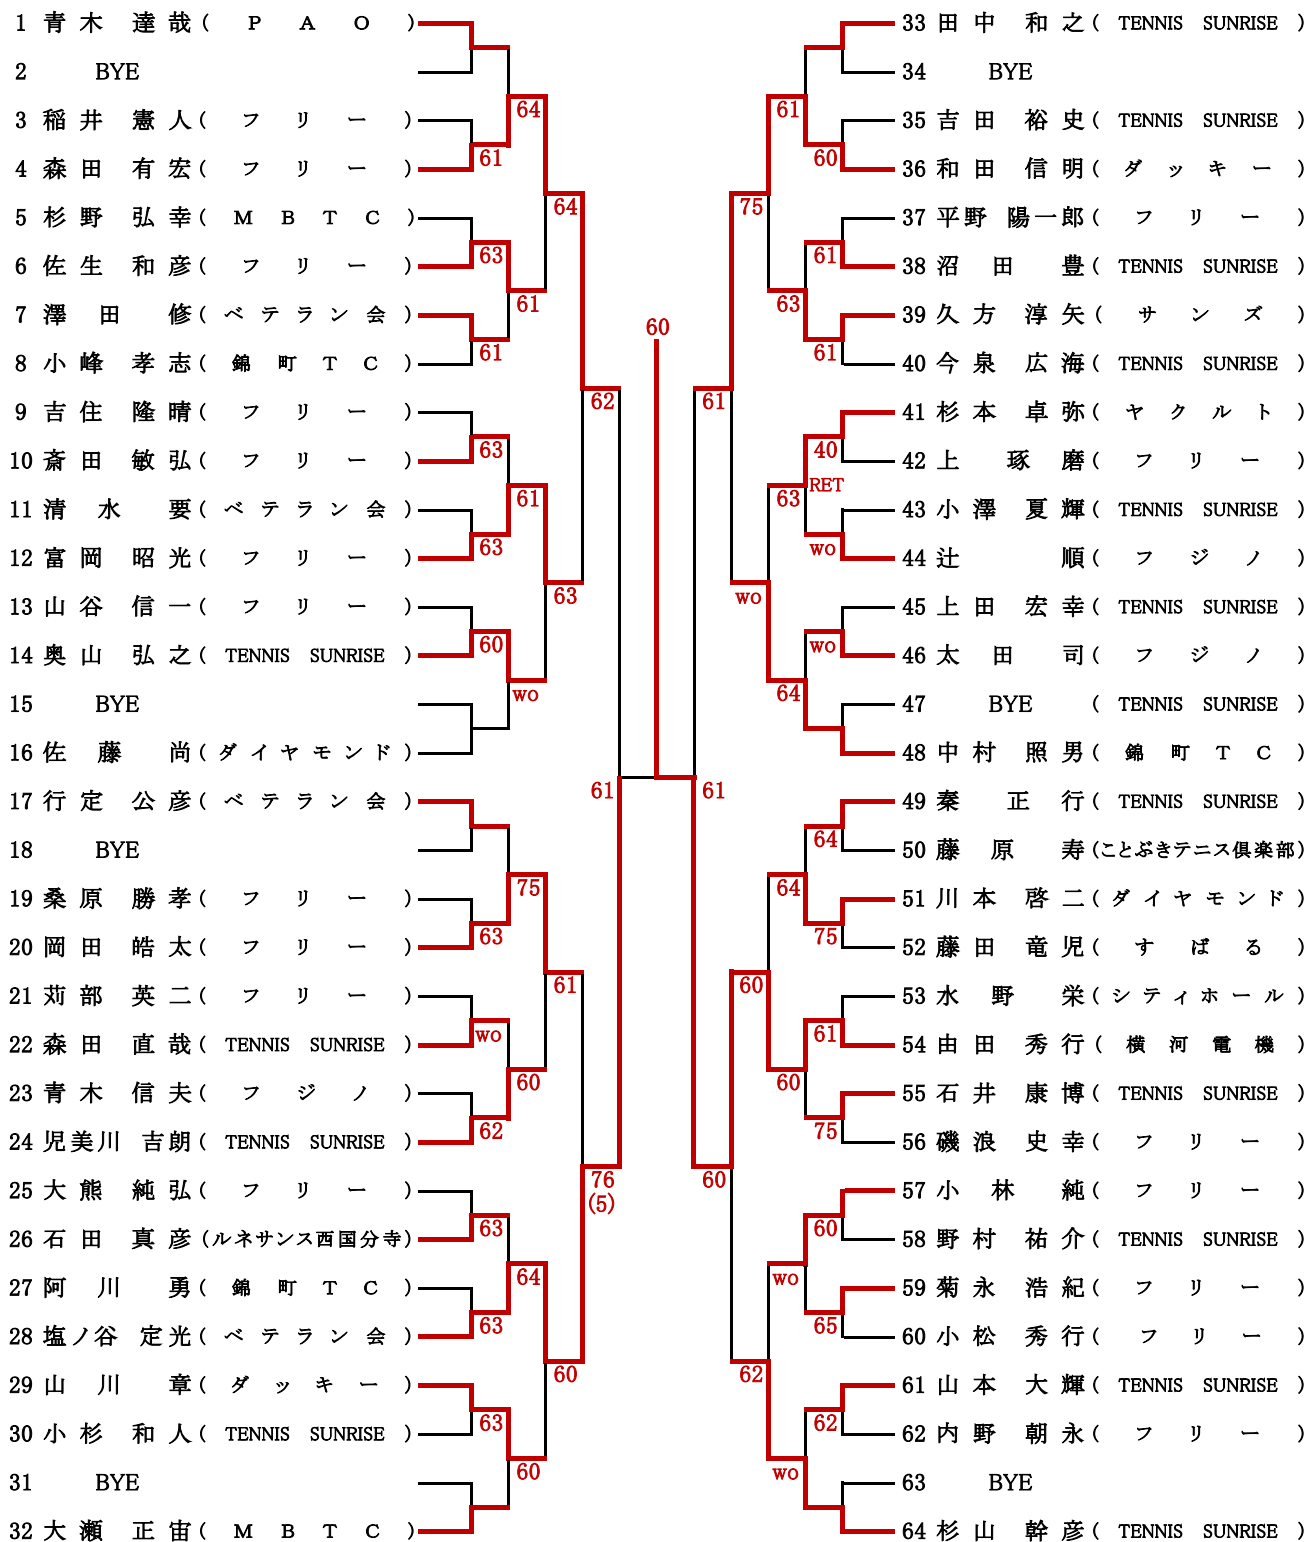 1 青木 達哉 ( P A O )
2 BYE
3 稲井 憲人 ( フリー )
4 森田 有宏 ( フリー )
5 杉野 弘幸 ( M B T C )
6 佐生 和彦 ( フリー )
7 澤田 修 ( ベテラン会 )
8 小峰 孝志 ( 錦町TC )
9 吉住 隆晴 ( フリー )
10 斎田 敏弘 ( フリー )
11 清水 要 ( ベテラン会 )
12 富岡 昭光 ( フリー )
13 山谷 信一 ( フリー )
14 奥山 弘之 ( TENNIS SUNRISE )
15 BYE
16 佐藤 尚 ( ダイヤモンド )
17 行定 公彦 ( ベテラン会 )
18 BYE
19 桑原 勝孝 ( フリー )
20 岡田 皓太 ( フリー )
21 苅部 英二 ( フリー )
22 森田 直哉 ( TENNIS SUNRISE )
23 青木 信夫 ( フジノ )
24 児美川 吉朗 ( TENNIS SUNRISE )
25 大熊 純弘 ( フリー )
26 石田 真彦 (ルネサンス西国分寺)
27 阿川 勇 ( 錦町TC )
28 塩ノ谷 定光 ( ベテラン会 )
29 山川 章 ( ダッキー )
30 小杉 和人 ( TENNIS SUNRISE )
31 BYE
32 大瀬 正宙 ( M B T C )
61
63
61
63
63
60
63
wo
62
63
63
63
64
61
61
wo
75
60
64
60
64
63
61
60
62
76
(5)
61
60
61
61
60
75
wo
60
62
61
63
63
64
64
60
wo
wo
60
61
61
40
RET
wo
wo
64
75
61
75
60
65
62
33 田中 和之 ( TENNIS SUNRISE )
34 BYE
35 吉田 裕史 ( TENNIS SUNRISE )
36 和田 信明 ( ダッキー )
37 平野 陽一郎 ( フリー )
38 沼田 豊 ( TENNIS SUNRISE )
39 久方 淳矢 ( サンズ )
40 今泉 広海 ( TENNIS SUNRISE )
41 杉本 卓弥 ( ヤクルト )
42 上 琢磨 ( フリー )
43 小澤 夏輝 ( TENNIS SUNRISE )
44 辻 順 ( フジノ )
45 上田 宏幸 ( TENNIS SUNRISE )
46 太田 司 ( フジノ )
47 BYE ( TENNIS SUNRISE )
48 中村 照男 ( 錦町TC )
49 秦 正行 ( TENNIS SUNRISE )
50 藤原 寿 (ことぶきテニス倶楽部)
51 川本 啓二 ( ダイヤモンド )
52 藤田 竜児 ( すばる )
53 水野 栄 ( シティホール )
54 由田 秀行 ( 横河電機 )
55 石井 康博 ( TENNIS SUNRISE )
56 磯浪 史幸 ( フリー )
57 小林 純 ( フリー )
58 野村 祐介 ( TENNIS SUNRISE )
59 菊永 浩紀 ( フリー )
60 小松 秀行 ( フリー )
61 山本 大輝 ( TENNIS SUNRISE )
62 内野 朝永 ( フリー )
63 BYE
64 杉山 幹彦 ( TENNIS SUNRISE )